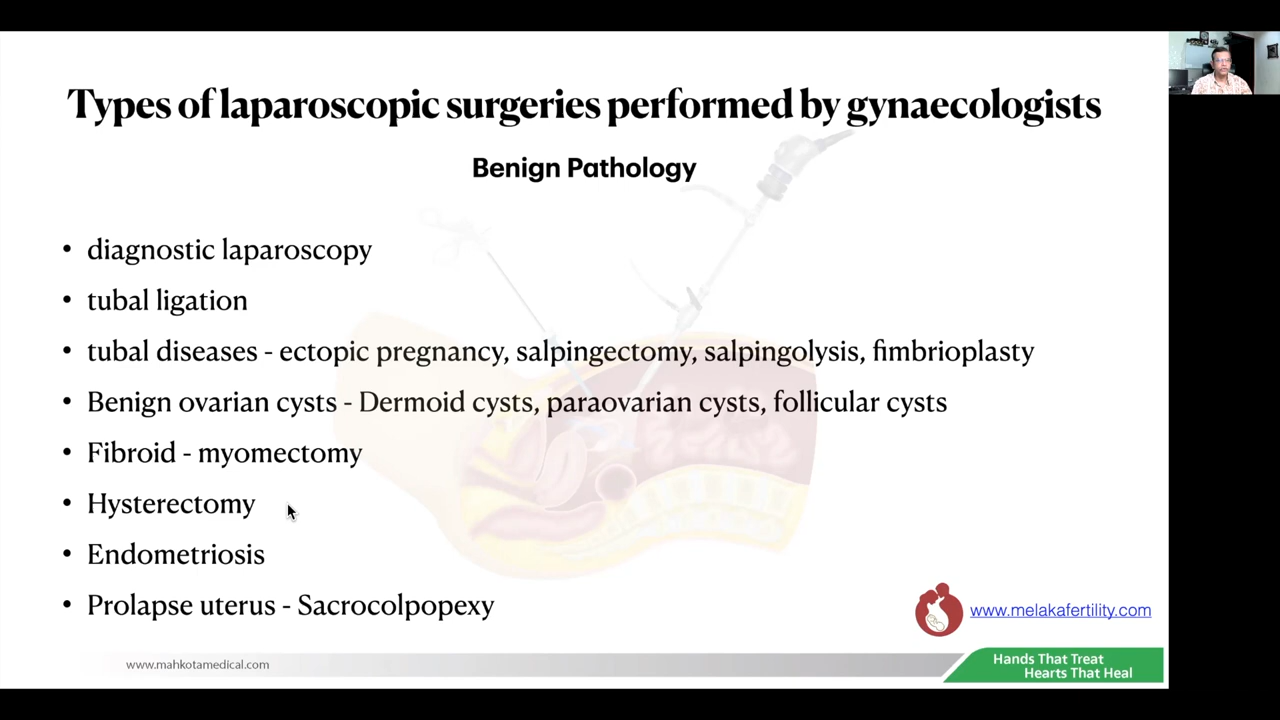 Types of laparoscopic surgeries performed by gynaecologists
Benign Pathology
• diagnostic laparoscopy
• tubal ligation
• tubal diseases - ectopic pregnancy, salpingectomy, salpingolysis, fimbrioplasty
• Benign ovarian cysts - Dermoid cysts, paraovarian cysts, follicular cysts
• Fibroid - myomectomy
• Hysterectomy
• Endometriosis
• Prolapse uterus - Sacrocolpopexy
www.melakafertility.com
www.mahkotamedical.com
Hands That Treat
Hearts That Heal